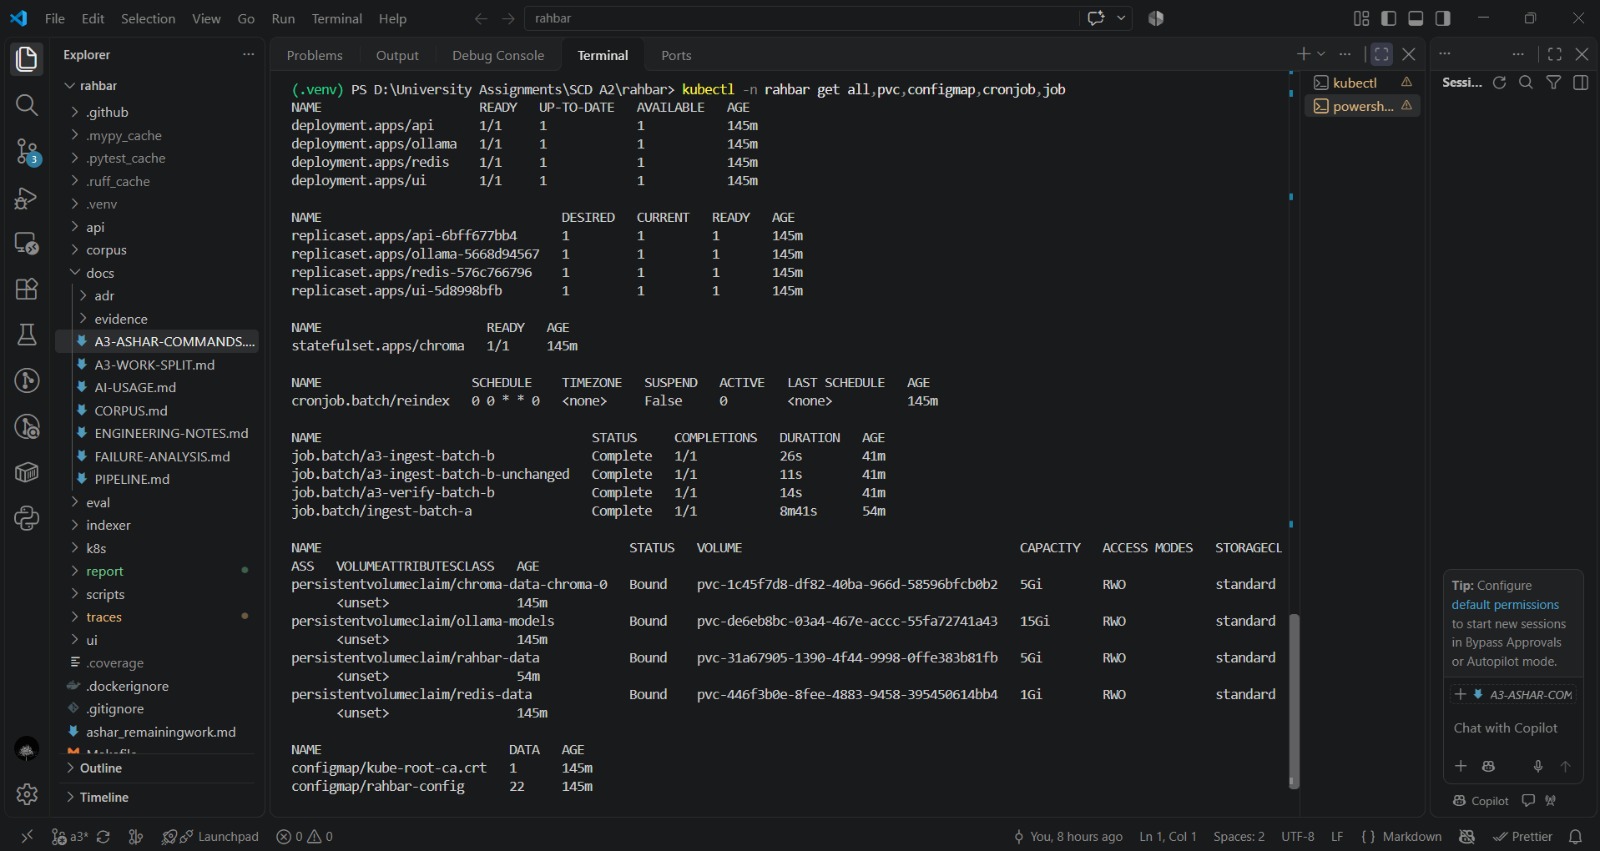 File Edit Selection View Go Run Terminal Help
rahbar
Explorer
rahbar
.github
.mypy_cache
.pytest_cache
.ruff_cache
.venv
api
corpus
docs
adr
evidence
A3-ASHAR-COMMANDS....
A3-WORK-SPLIT.md
AI-USAGE.md
CORPUS.md
ENGINEERING-NOTES.md
FAILURE-ANALYSIS.md
PIPELINE.md
eval
indexer
k8s
report
scripts
traces
ui
.coverage
.dockerignore
.gitignore
ashar_remainingwork.md
Outline
Timeline
3
Problems Output Debug Console Terminal Ports
(.venv) PS D:\University Assignments\SCD A2\rahbar> kubectl -n rahbar get all,pvc,configmap,cronjob,job
NAME READY UP-TO-DATE AVAILABLE AGE
deployment.apps/api 1/1 1 1 145m
deployment.apps/ollama 1/1 1 1 145m
deployment.apps/redis 1/1 1 1 145m
deployment.apps/ui 1/1 1 1 145m
NAME DESIRED CURRENT READY AGE
replicaset.apps/api-6bff677bb4 1 1 1 145m
replicaset.apps/ollama-5668d94567 1 1 1 145m
replicaset.apps/redis-576c766796 1 1 1 145m
replicaset.apps/ui-5d8998bfb 1 1 1 145m
NAME READY AGE
statefulset.apps/chroma 1/1 145m
NAME SCHEDULE TIMEZONE SUSPEND ACTIVE LAST SCHEDULE AGE
cronjob.batch/reindex 0 0 * * 0 <none> False 0 <none> 145m
NAME STATUS COMPLETIONS DURATION AGE
job.batch/a3-ingest-batch-b Complete 1/1 26s 41m
job.batch/a3-ingest-batch-b-unchanged Complete 1/1 11s 41m
job.batch/a3-verify-batch-b Complete 1/1 14s 41m
job.batch/ingest-batch-a Complete 1/1 8m41s 54m
NAME STATUS VOLUME CAPACITY ACCESS MODES STORAGECL
ASS VOLUMEATTRIBUTESCLASS AGE
persistentvolumeclaim/chroma-data-chroma-0 Bound pvc-1c45f7d8-df82-40ba-966d-58596bfcb0b2 5Gi RWO standard
<unset> 145m
persistentvolumeclaim/ollama-models Bound pvc-de6eb8bc-03a4-467e-accc-55fa72741a43 15Gi RWO standard
<unset> 145m
persistentvolumeclaim/rahbar-data Bound pvc-31a67905-1390-4f44-9998-0ffe383b81fb 5Gi RWO standard
<unset> 54m
persistentvolumeclaim/redis-data Bound pvc-446f3b0e-8fee-4883-9458-395450614bb4 1Gi RWO standard
<unset> 145m
NAME DATA AGE
configmap/kube-root-ca.crt 1 145m
configmap/rahbar-config 22 145m
kubectl
powersh...
Sessi...
Tip: Configure
default permissions
to start new sessions
in Bypass Approvals
or Autopilot mode.
A3-ASHAR-COM
Chat with Copilot
Copilot
a3* Launchpad 0 0 You, 8 hours ago Ln 1, Col 1 Spaces: 2 UTF-8 LF { } Markdown Prettier